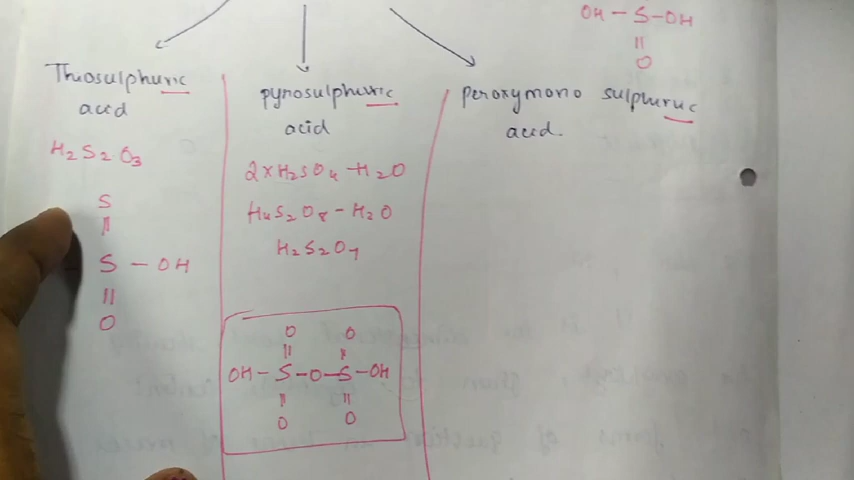 OH-S-OH
||
O
Thiosulphuric
acid
H2S2O3
S
||
S - OH
||
O
pyrosulphuric
acid
2×H2SO4-H2O
H4S2O8-H2O
H2S2O7
O O
|| ||
OH-S-O-S-OH
|| ||
O O
peroxymono sulphuric
acid.